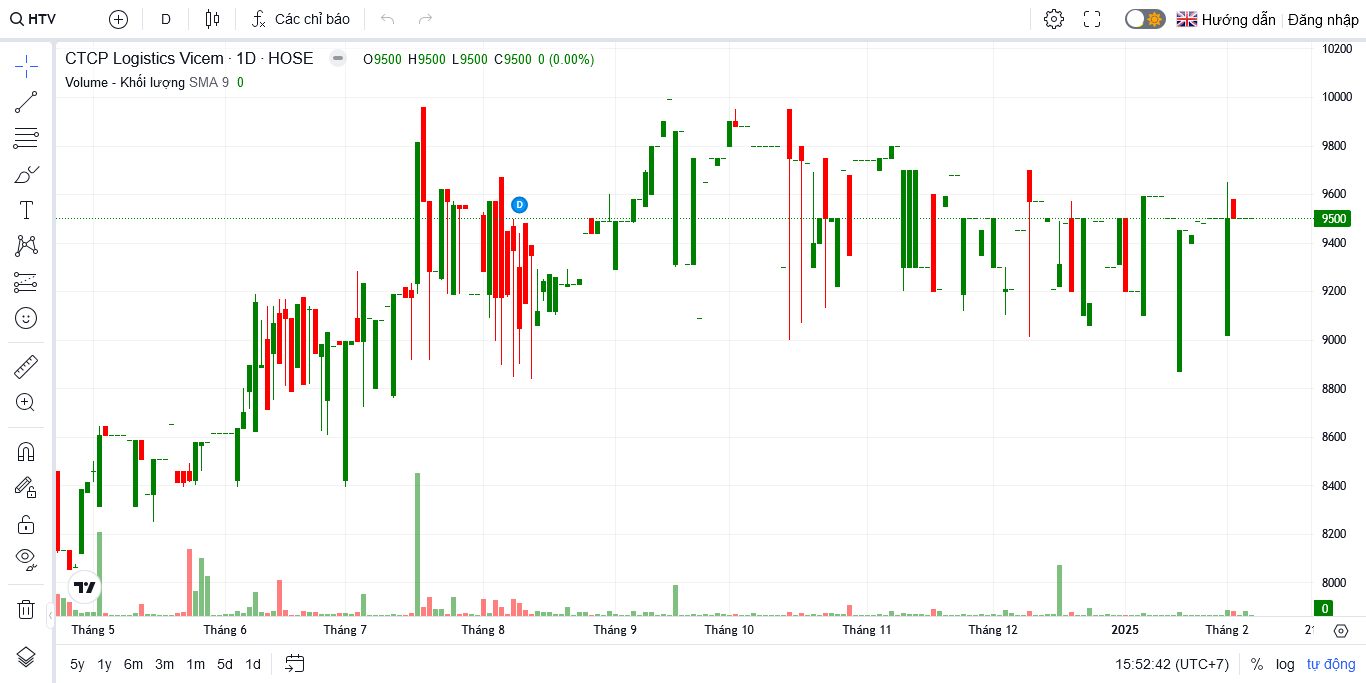 HTV D Các chỉ báo Hướng dẫn Đăng nhập
CTCP Logistics Vicem · 1D · HOSE O9500 H9500 L9500 C9500 0 (0.00%)
Volume - Khối lượng SMA 9 0
10200
10000
9800
9600
D
9500
9400
9200
9000
8800
8600
8400
8200
8000
0
Tháng 5 Tháng 6 Tháng 7 Tháng 8 Tháng 9 Tháng 10 Tháng 11 Tháng 12 2025 Tháng 2
5y 1y 6m 3m 1m 5d 1d 15:52:42 (UTC+7) % log tự động